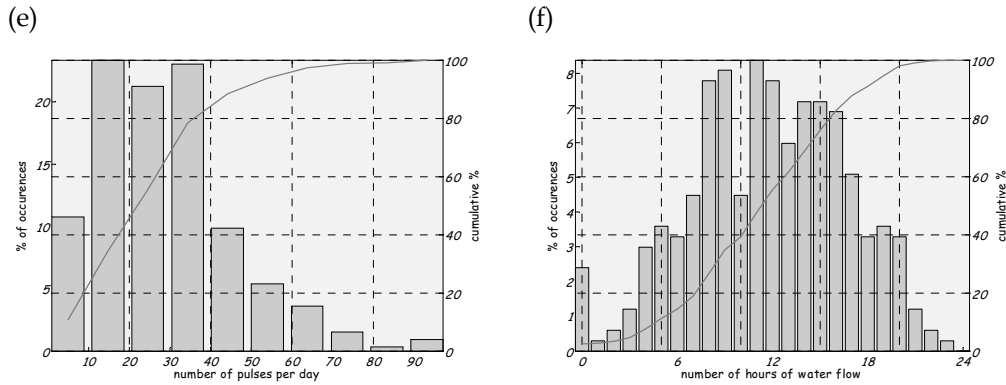 (e)
(f)
20
15
10
5
0
% of occurences
10 20 30 40 50 60 70 80 90
number of pulses per day
100
80
60
40
20
0
cumulative %
8
7
6
5
4
3
2
1
0
% of occurences
0 6 12 18 24
number of hours of water flow
100
80
60
40
20
0
cumulative %